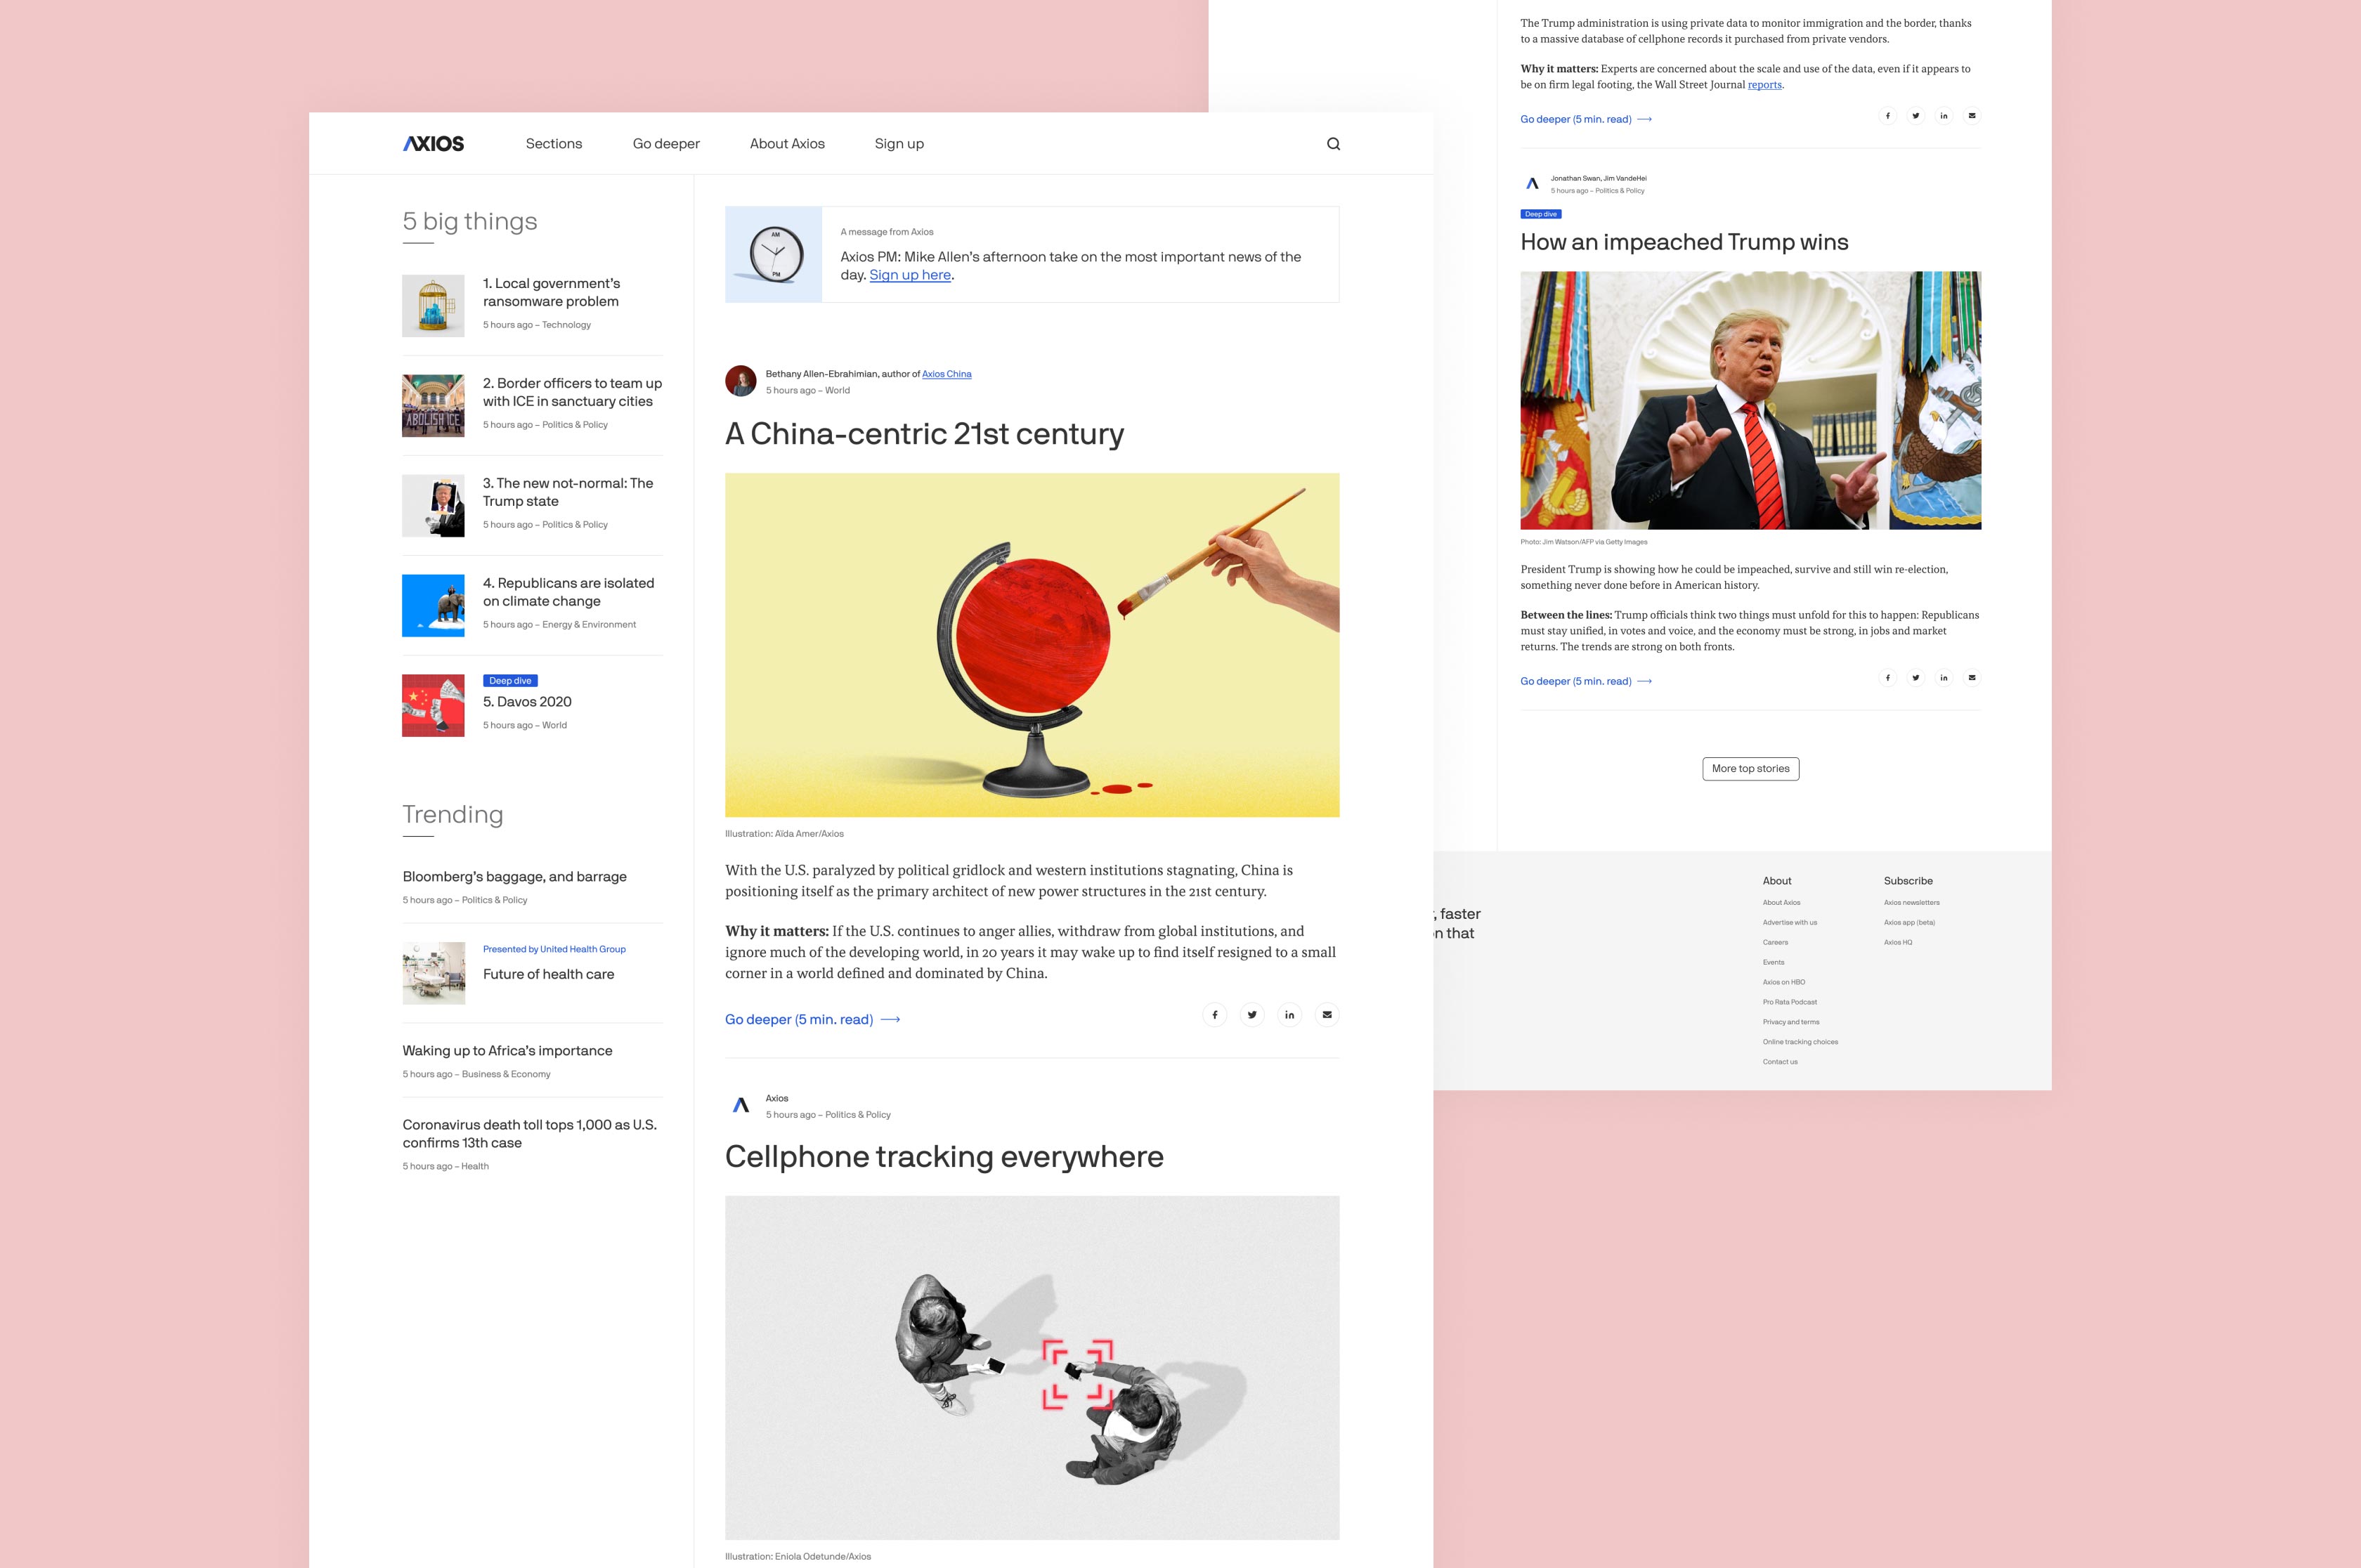 AXIOS
Sections
Go deeper
About Axios
Sign up
5 big things
1. Local government's
ransomware problem
5 hours ago – Technology
ABOLISH ICE
2. Border officers to team up
with ICE in sanctuary cities
5 hours ago – Politics & Policy
3. The new not-normal: The
Trump state
5 hours ago – Politics & Policy
4. Republicans are isolated
on climate change
5 hours ago – Energy & Environment
Deep dive
5. Davos 2020
5 hours ago – World
Trending
Bloomberg's baggage, and barrage
5 hours ago – Politics & Policy
Presented by United Health Group
Future of health care
Waking up to Africa's importance
5 hours ago – Business & Economy
Coronavirus death toll tops 1,000 as U.S.
confirms 13th case
5 hours ago – Health
AM
PM
A message from Axios
Axios PM: Mike Allen's afternoon take on the most important news of the
day. Sign up here.
Bethany Allen-Ebrahimian, author of Axios China
5 hours ago – World
A China-centric 21st century
Illustration: Aïda Amer/Axios
With the U.S. paralyzed by political gridlock and western institutions stagnating, China is
positioning itself as the primary architect of new power structures in the 21st century.
Why it matters: If the U.S. continues to anger allies, withdraw from global institutions, and
ignore much of the developing world, in 20 years it may wake up to find itself resigned to a small
corner in a world defined and dominated by China.
Go deeper (5 min. read)
Axios
5 hours ago – Politics & Policy
Cellphone tracking everywhere
Illustration: Eniola Odetunde/Axios
The Trump administration is using private data to monitor immigration and the border, thanks
to a massive database of cellphone records it purchased from private vendors.
Why it matters: Experts are concerned about the scale and use of the data, even if it appears to
be on firm legal footing, the Wall Street Journal reports.
Go deeper (5 min. read)
Jonathan Swan, Jim VandeHei
5 hours ago – Politics & Policy
Deep dive
How an impeached Trump wins
Photo: Jim Watson/AFP via Getty Images
President Trump is showing how he could be impeached, survive and still win re-election,
something never done before in American history.
Between the lines: Trump officials think two things must unfold for this to happen: Republicans
must stay unified, in votes and voice, and the economy must be strong, in jobs and market
returns. The trends are strong on both fronts.
Go deeper (5 min. read)
More top stories
, faster
n that
About
About Axios
Advertise with us
Careers
Events
Axios on HBO
Pro Rata Podcast
Privacy and terms
Online tracking choices
Contact us
Subscribe
Axios newsletters
Axios app (beta)
Axios HQ